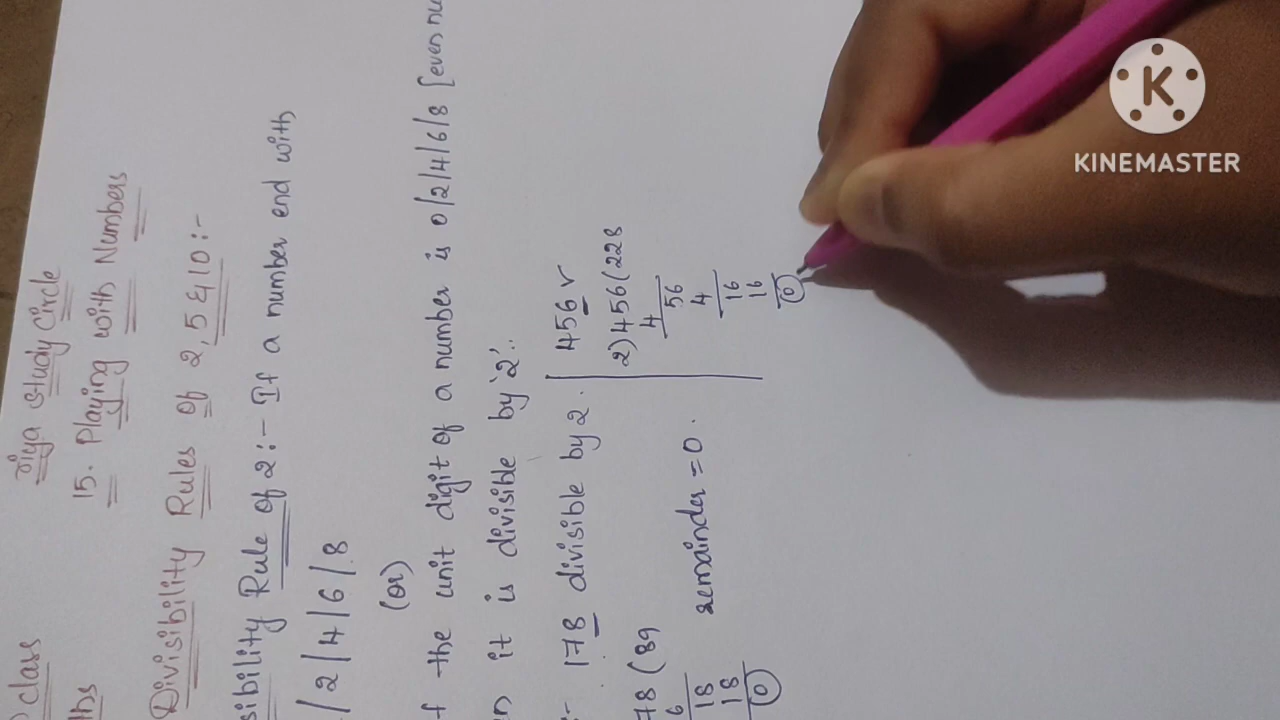 class
Riya Study Circle
15. Playing with Numbers
Divisibility Rules of 2, 5 & 10 :-
Rule of 2 :- If a number end with
/ 2 / 4 / 6 / 8
(or)
the unit digit of a number is 0/2/4/6/8 [even
it is divisible by '2'.
178 divisible by 2.
78 ( 89
6
18
18
0
remainder = 0.
456 ✓
2) 456 ( 228
4
56
4
16
16
0
K
KINEMASTER